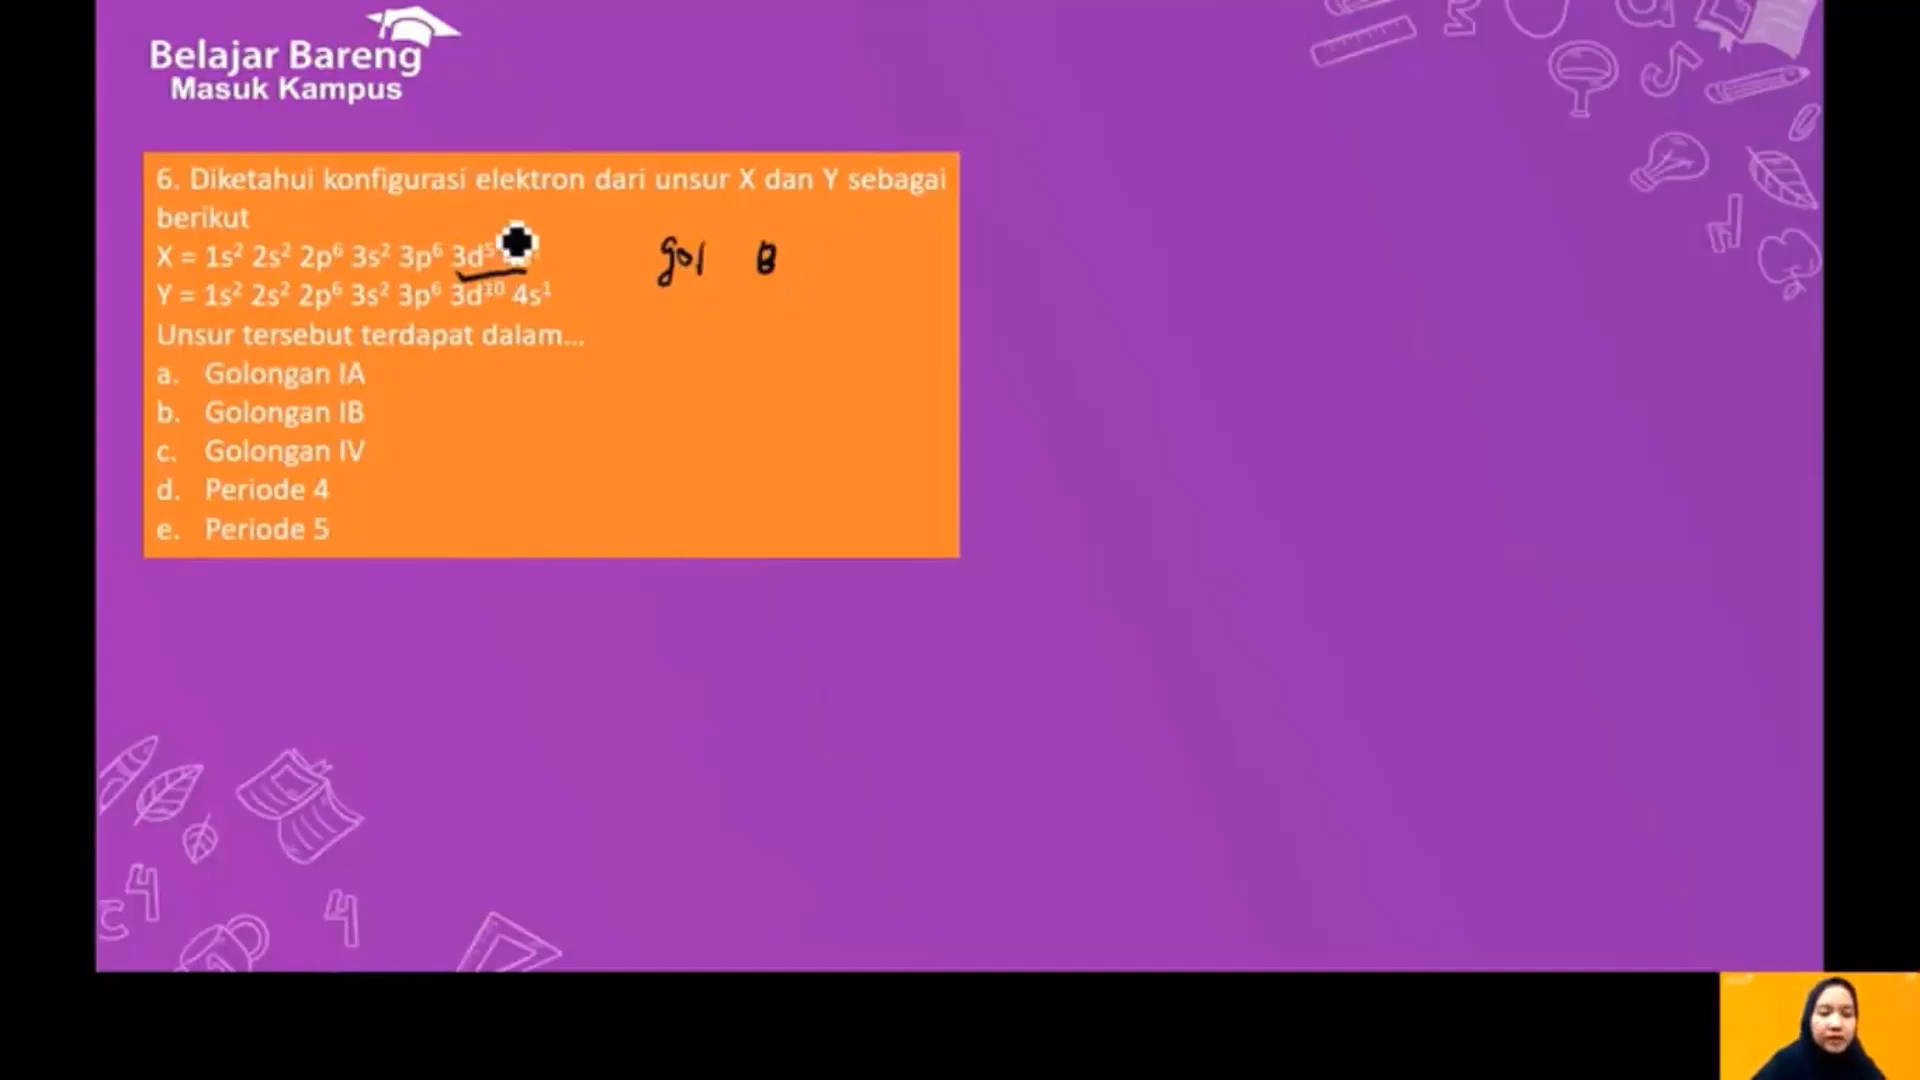 Belajar Bareng
Masuk Kampus
6. Diketahui konfigurasi elektron dari unsur X dan Y sebagai
berikut
X = 1s² 2s² 2p⁶ 3s² 3p⁶ 3d⁵
gol B
Y = 1s² 2s² 2p⁶ 3s² 3p⁶ 3d¹⁰ 4s¹
Unsur tersebut terdapat dalam...
a. Golongan IA
b. Golongan IB
c. Golongan IV
d. Periode 4
e. Periode 5